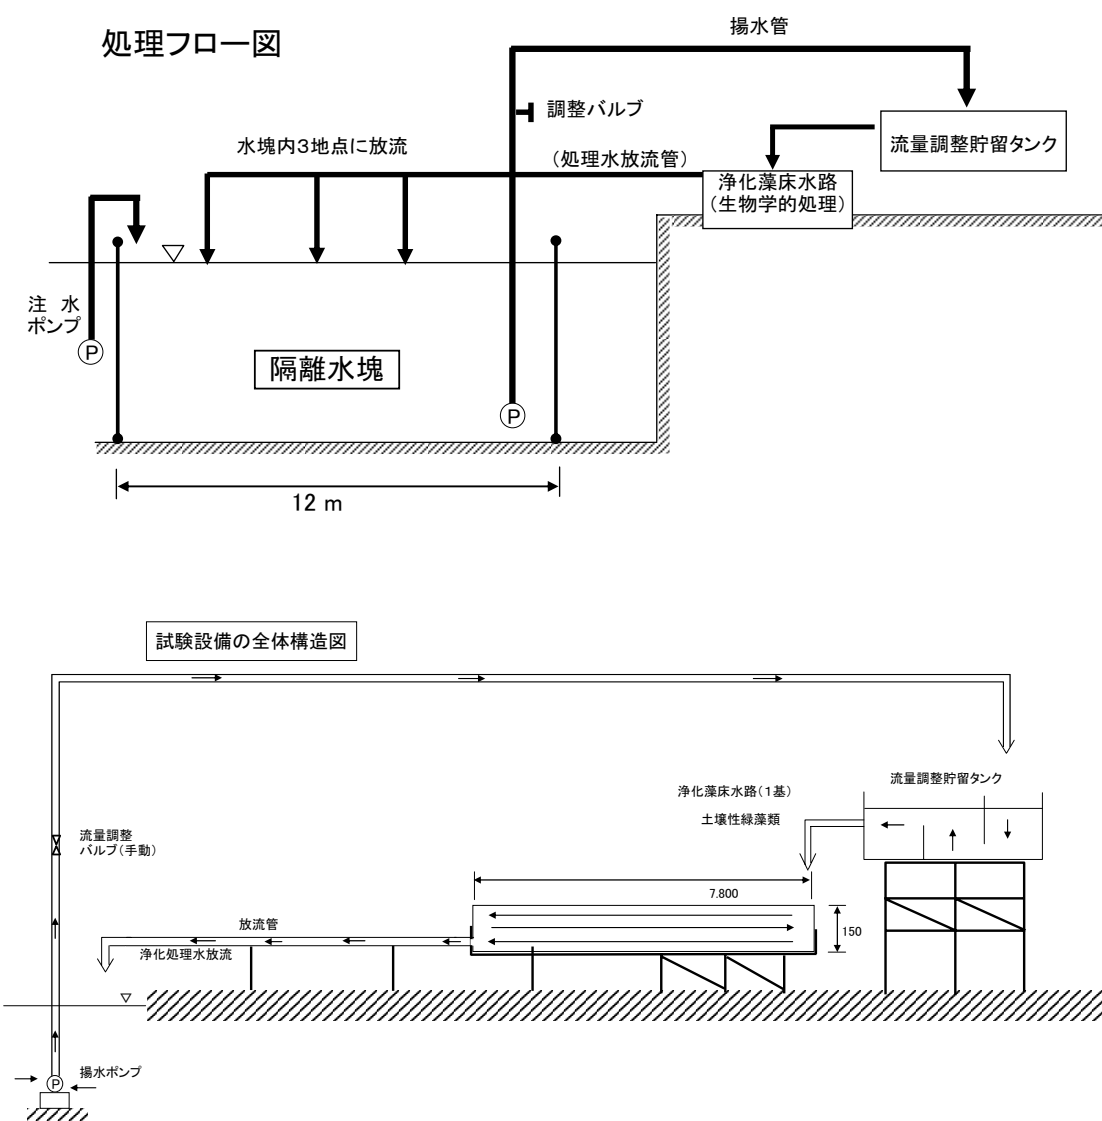 処理フロー図
揚水管
調整バルブ
流量調整貯留タンク
水塊内3地点に放流
（処理水放流管）
浄化藻床水路
（生物学的処理）
注 水
ポンプ
P
隔離水塊
P
12 m
試験設備の全体構造図
流量調整貯留タンク
浄化藻床水路（1基）
土壌性緑藻類
流量調整
バルブ（手動）
7.800
150
放流管
浄化処理水放流
揚水ポンプ
P